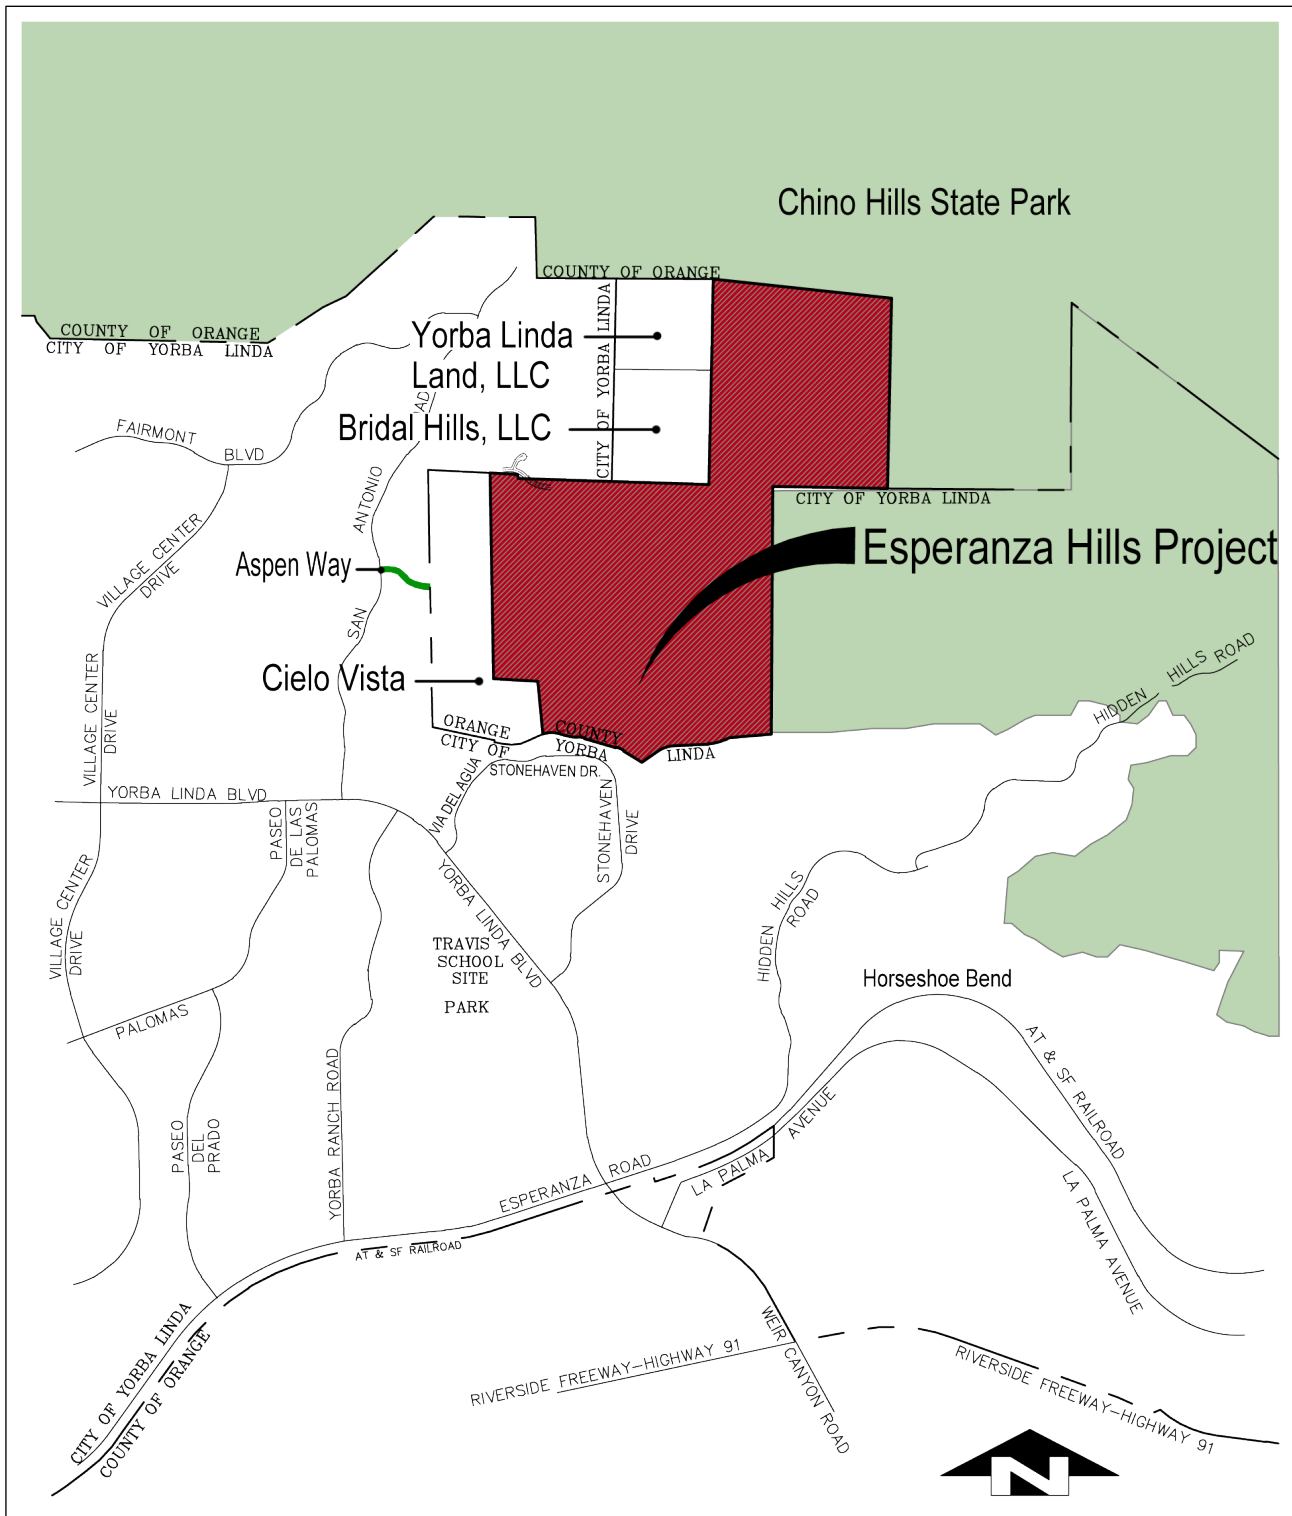 Chino Hills State Park
COUNTY OF ORANGE
COUNTY OF ORANGE
CITY OF YORBA LINDA
CITY OF YORBA LINDA
Yorba Linda
Land, LLC
Bridal Hills, LLC
FAIRMONT
BLVD
SAN
ANTONIO
AD
CITY OF YORBA LINDA
Esperanza Hills Project
VILLAGE CENTER
DRIVE
Aspen Way
Cielo Vista
VILLAGE CENTER
DRIVE
HIDDEN HILLS ROAD
ORANGE COUNTY
CITY OF YORBA LINDA
STONEHAVEN DR.
VIA DEL AGUA
STONEHAVEN
DRIVE
YORBA LINDA BLVD
PASEO
DE LAS
PALOMAS
VILLAGE CENTER
DRIVE
YORBA LINDA BLVD
HIDDEN HILLS
ROAD
TRAVIS
SCHOOL
SITE
PARK
Horseshoe Bend
PALOMAS
AT & SF RAILROAD
YORBA RANCH ROAD
PASEO
DEL
PRADO
ESPERANZA ROAD
LA PALMA AVENUE
LA PALMA AVENUE
AT & SF RAILROAD
CITY OF YORBA LINDA
COUNTY OF ORANGE
WEIR CANYON ROAD
RIVERSIDE FREEWAY-HIGHWAY 91
RIVERSIDE FREEWAY-HIGHWAY 91
N